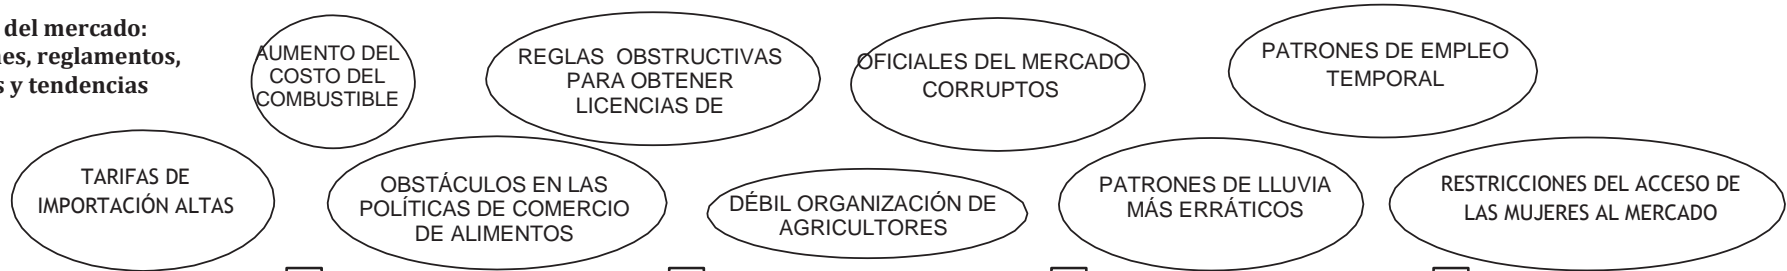 del mercado:
nes, reglamentos,
s y tendencias
AUMENTO DEL
COSTO DEL
COMBUSTIBLE
REGLAS OBSTRUCTIVAS
PARA OBTENER
LICENCIAS DE
OFICIALES DEL MERCADO
CORRUPTOS
PATRONES DE EMPLEO
TEMPORAL
TARIFAS DE
IMPORTACIÓN ALTAS
OBSTÁCULOS EN LAS
POLÍTICAS DE COMERCIO
DE ALIMENTOS
DÉBIL ORGANIZACIÓN DE
AGRICULTORES
PATRONES DE LLUVIA
MÁS ERRÁTICOS
RESTRICCIONES DEL ACCESO DE
LAS MUJERES AL MERCADO